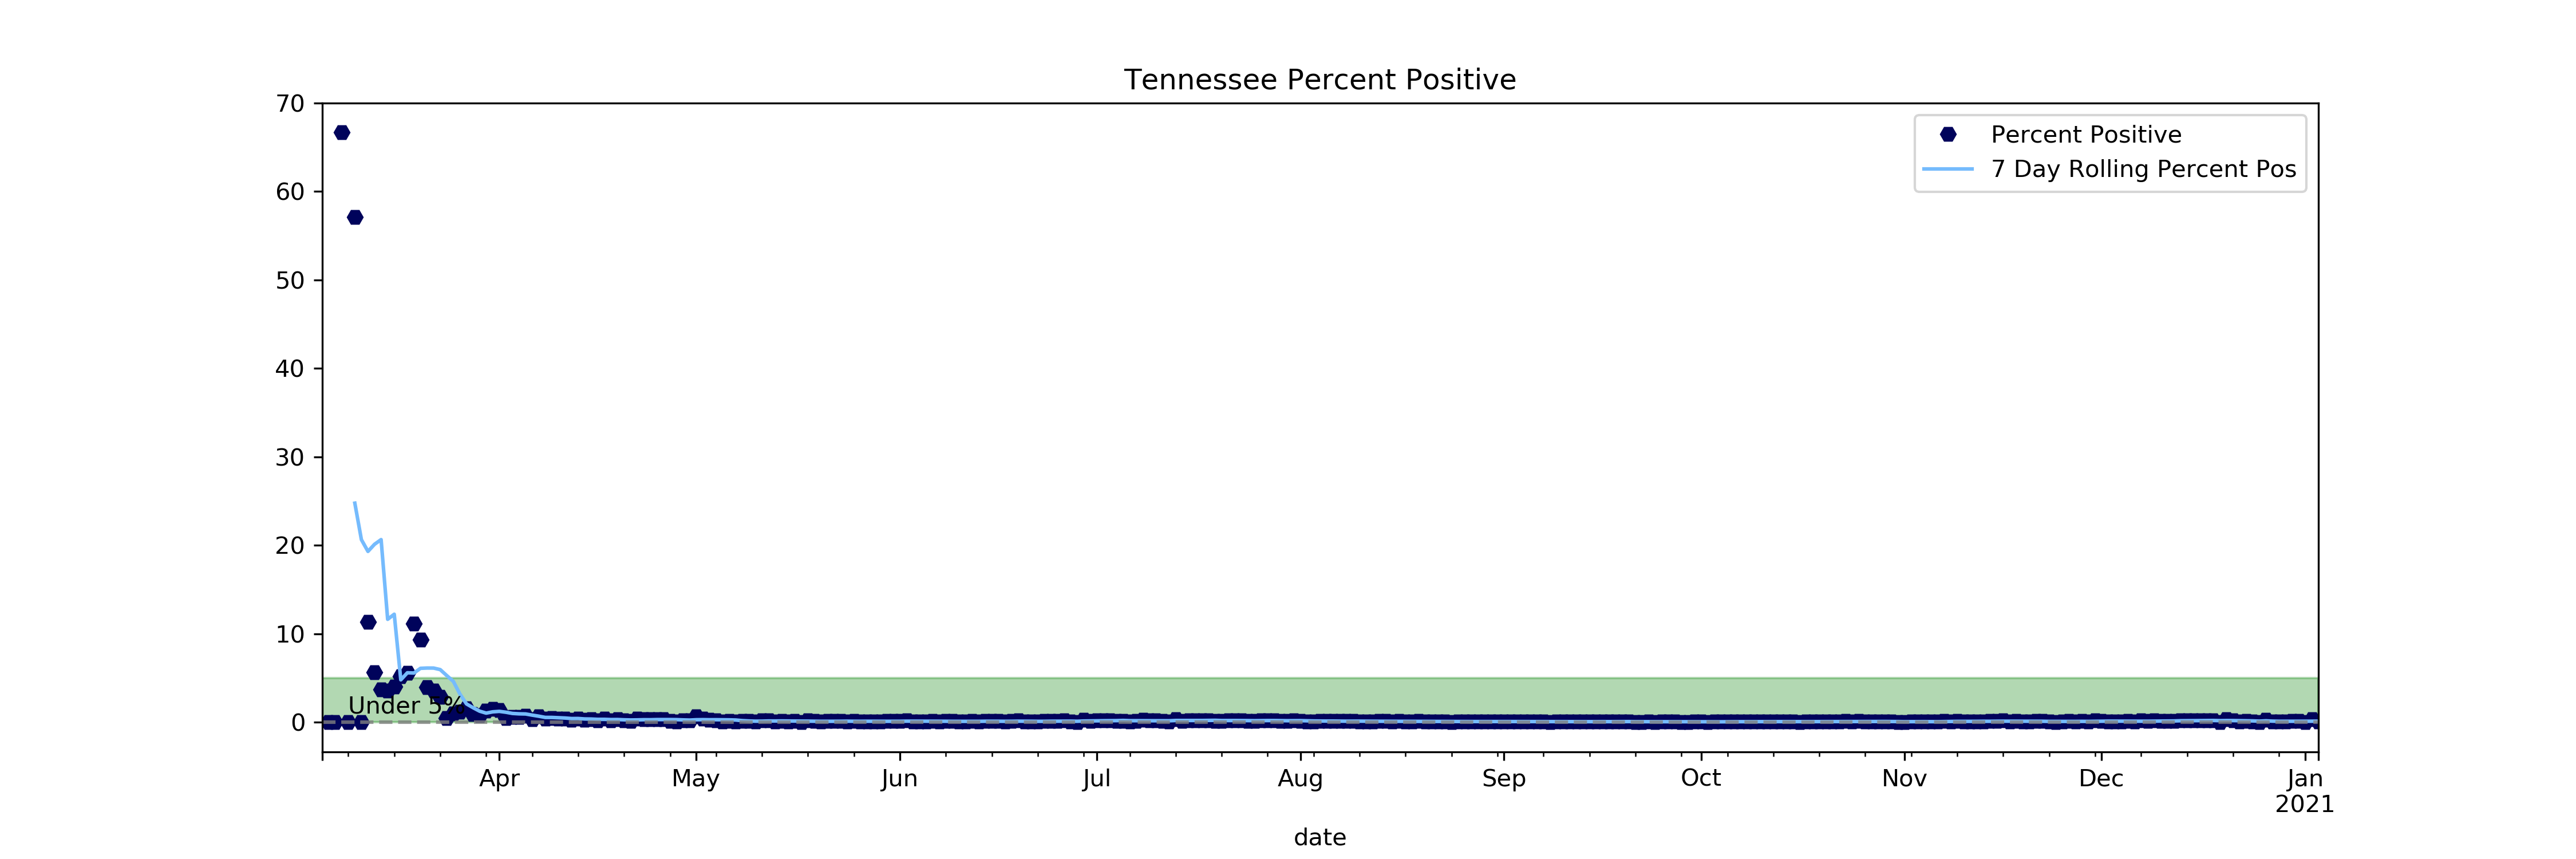 Tennessee Percent Positive
70
60
50
40
30
20
10
0
Percent Positive
7 Day Rolling Percent Pos
Under 5%
Apr
May
Jun
Jul
Aug
Sep
Oct
Nov
Dec
Jan
2021
date